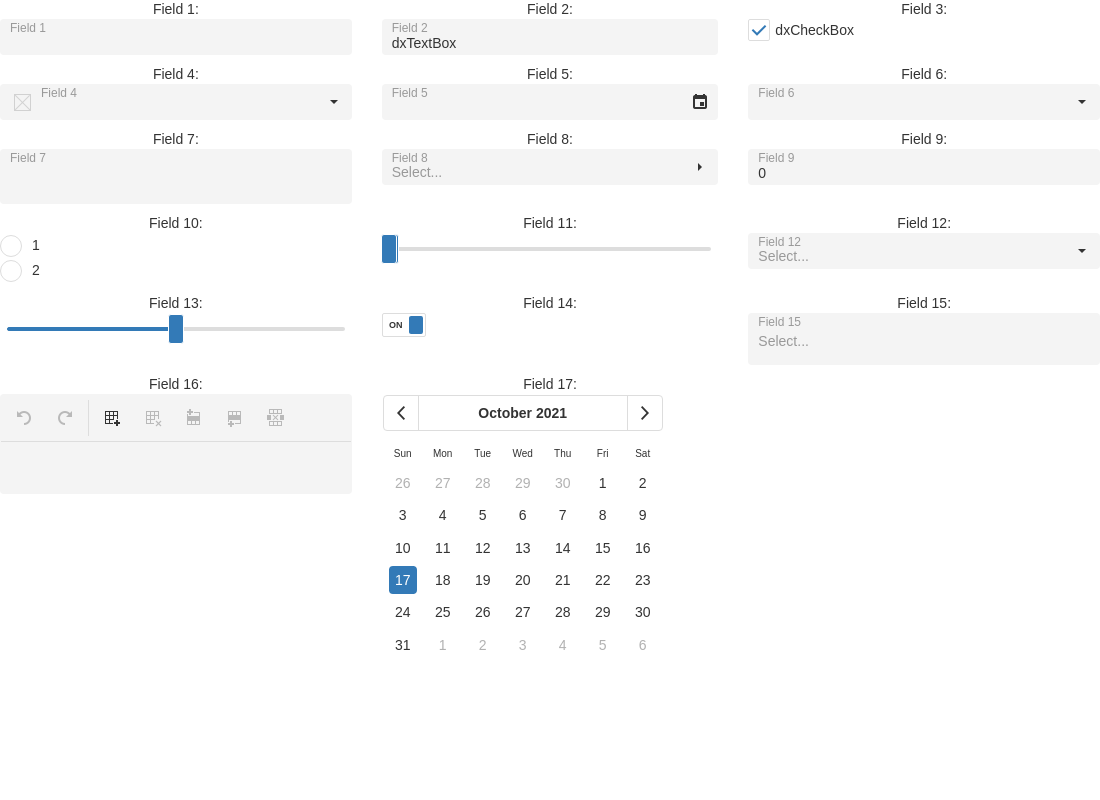 Field 1:
Field 1
Field 2:
Field 2
dxTextBox
Field 3:
dxCheckBox
Field 4:
Field 4
Field 5:
Field 5
Field 6:
Field 6
Field 7:
Field 7
Field 8:
Field 8
Select...
Field 9:
Field 9
0
Field 10:
1
2
Field 11:
Field 12:
Field 12
Select...
Field 13:
Field 14:
ON
Field 15:
Field 15
Select...
Field 16:
Field 17:
October 2021
Sun Mon Tue Wed Thu Fri Sat
26 27 28 29 30 1 2
3 4 5 6 7 8 9
10 11 12 13 14 15 16
17 18 19 20 21 22 23
24 25 26 27 28 29 30
31 1 2 3 4 5 6